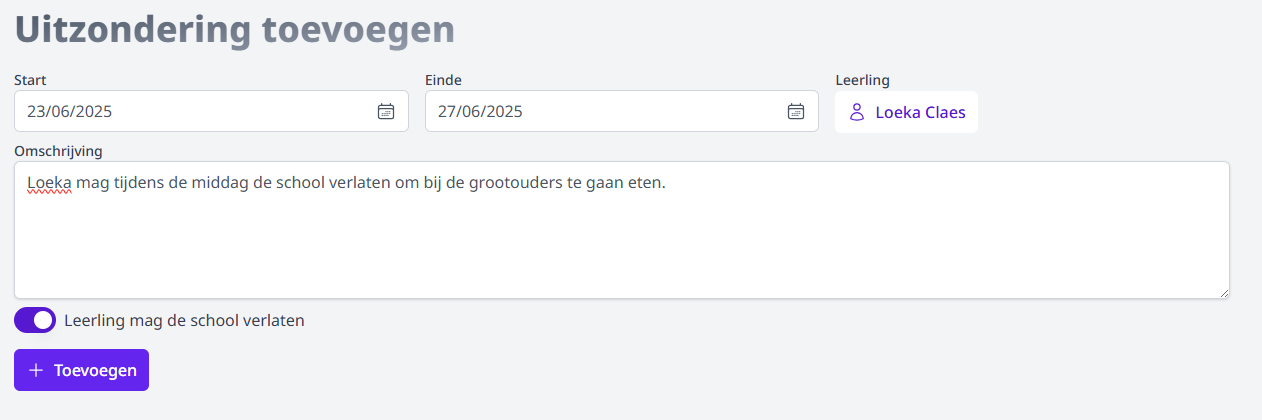 Uitzondering toevoegen
Start
Einde
Leerling
23/06/2025
27/06/2025
Loeka Claes
Omschrijving
Loeka mag tijdens de middag de school verlaten om bij de grootouders te gaan eten.
Leerling mag de school verlaten
Toevoegen